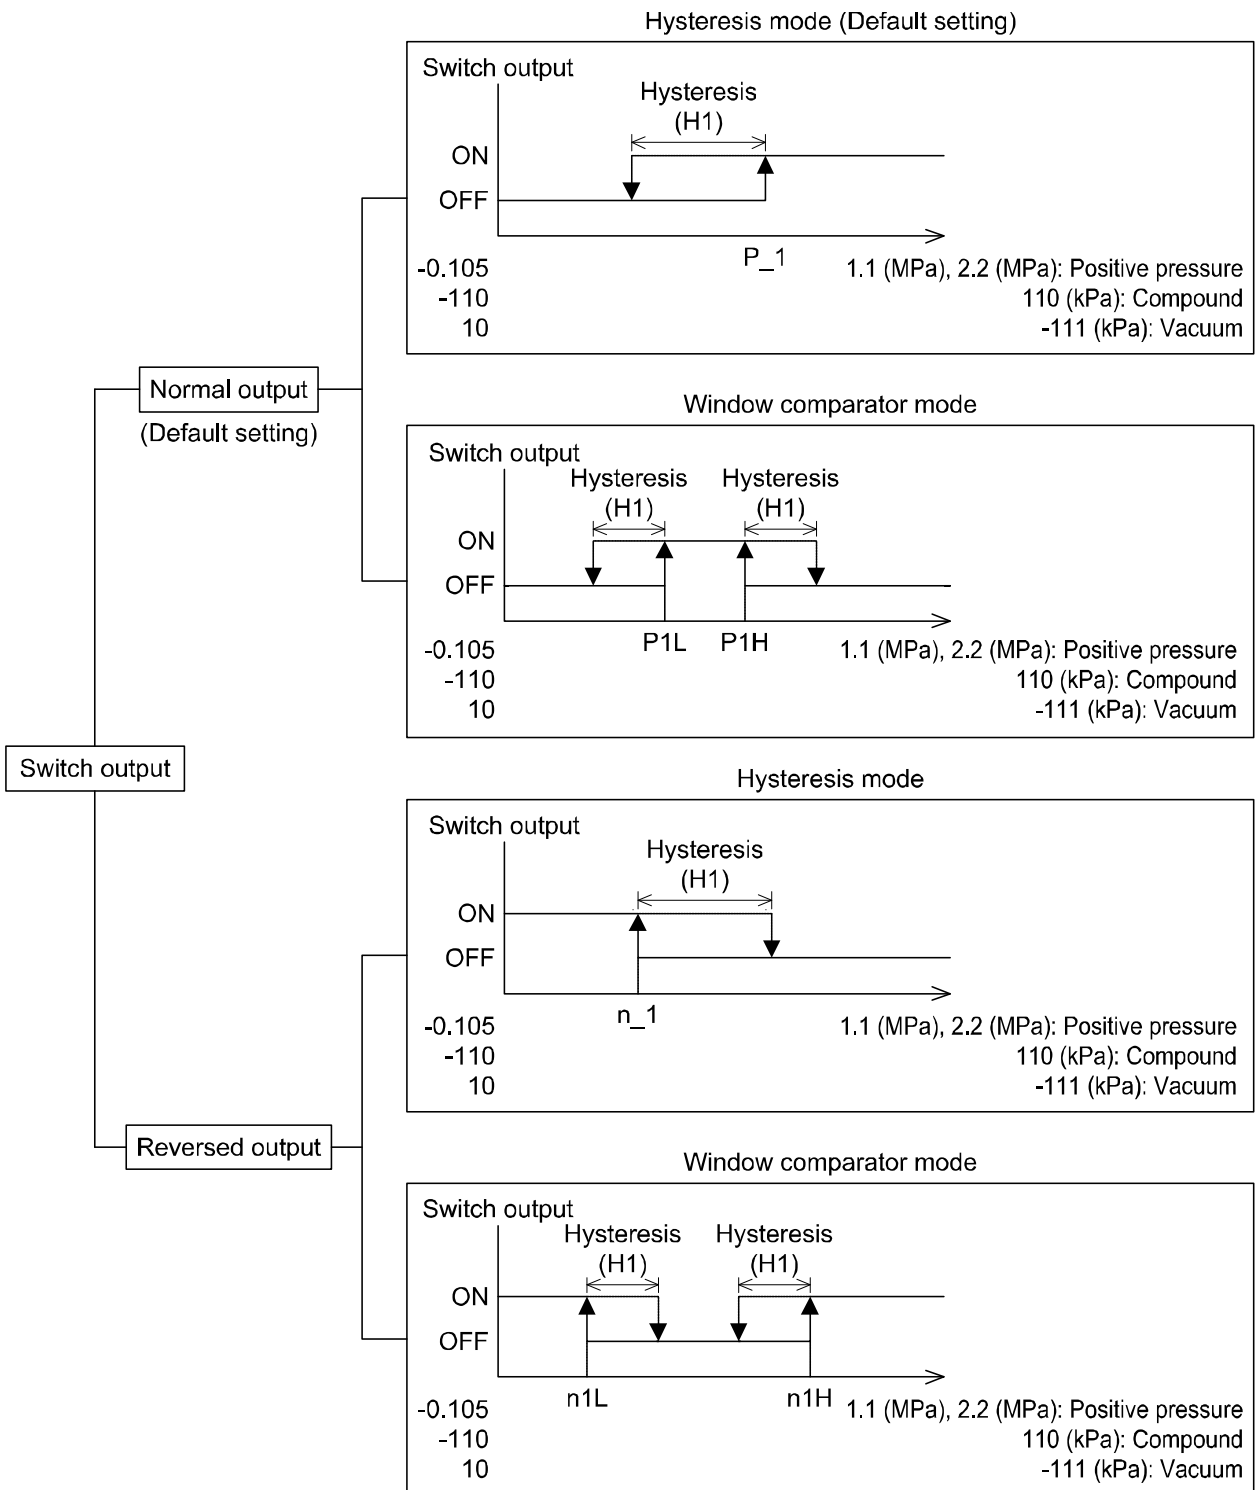 Hysteresis mode (Default setting)
Switch output
Hysteresis
(H1)
ON
OFF
P_1
-0.105
1.1 (MPa), 2.2 (MPa): Positive pressure
-110
110 (kPa): Compound
10
-111 (kPa): Vacuum
Normal output
(Default setting)
Window comparator mode
Switch output
Hysteresis
(H1)
Hysteresis
(H1)
ON
OFF
P1L
P1H
-0.105
1.1 (MPa), 2.2 (MPa): Positive pressure
-110
110 (kPa): Compound
10
-111 (kPa): Vacuum
Switch output
Hysteresis mode
Switch output
Hysteresis
(H1)
ON
OFF
n_1
-0.105
1.1 (MPa), 2.2 (MPa): Positive pressure
-110
110 (kPa): Compound
10
-111 (kPa): Vacuum
Reversed output
Window comparator mode
Switch output
Hysteresis
(H1)
Hysteresis
(H1)
ON
OFF
n1L
n1H
-0.105
1.1 (MPa), 2.2 (MPa): Positive pressure
-110
110 (kPa): Compound
10
-111 (kPa): Vacuum